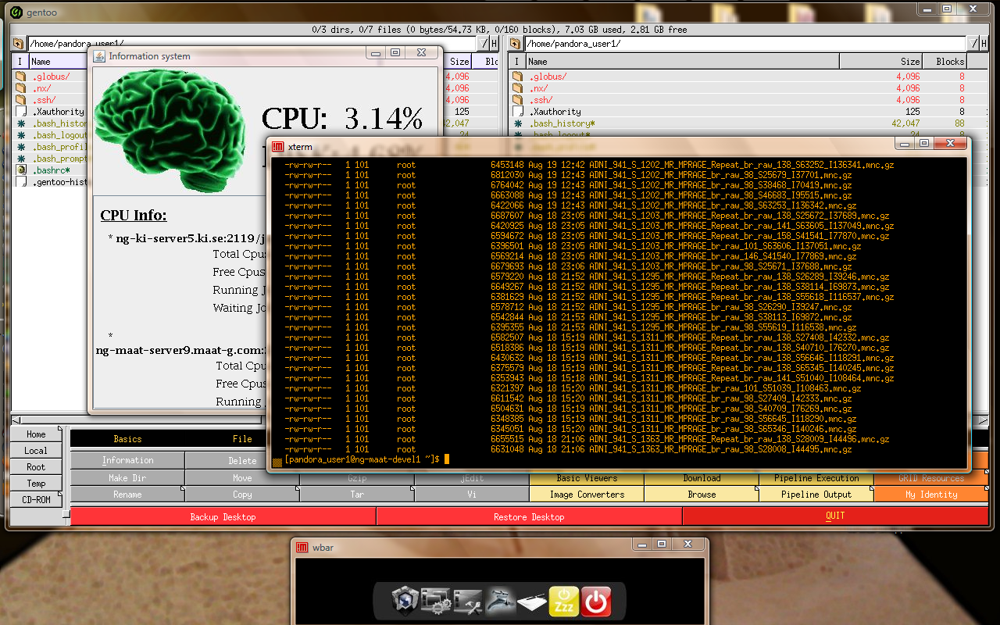 gentoo
0/3 dirs, 0/7 files (0 bytes/54.73 KB, 0/160 blocks), 7.03 GB used, 2.81 GB free
/home/pandora_user1/ / H /home/pandora_user1/ / H
Information system
I Name Size Blo I Name Size Blocks
.globus/ 4,096 .globus/ 4,096 8
.nx/ 4,096 .nx/ 4,096 8
.ssh/ 4,096 .ssh/ 4,096 8
.Xauthority 125 .Xauthority 125 8
.bash_histor 42,047 .bash_history* 42,047 88
.bash_logout 24 .bash_logout* 24
.bash_profil
.bash_prompt
.bashrc*
.gentoo-hist
CPU: 3.14%
CPU Info:
* ng-ki-server5.ki.se:2119/j
Total Cpus
Free Cpus
Running J
Waiting Jo
*
ng-maat-server9.maat-g.com:
Total Cpu
Free Cpus
Running
xterm
-rw-rw-r-- 1 101 root 6453148 Aug 19 12:42 ADNI_941_S_1202_MR_MPRAGE_Repeat_br_raw_138_S63252_I136341.mnc.gz
-rw-rw-r-- 1 101 root 6812030 Aug 19 12:43 ADNI_941_S_1202_MR_MPRAGE_br_raw_98_S25679_I37701.mnc.gz
-rw-rw-r-- 1 101 root 6764042 Aug 19 12:43 ADNI_941_S_1202_MR_MPRAGE_br_raw_98_S38468_I70419.mnc.gz
-rw-rw-r-- 1 101 root 6663088 Aug 19 12:43 ADNI_941_S_1202_MR_MPRAGE_br_raw_98_S46683_I95515.mnc.gz
-rw-rw-r-- 1 101 root 6422066 Aug 19 12:43 ADNI_941_S_1202_MR_MPRAGE_br_raw_98_S63253_I136342.mnc.gz
-rw-rw-r-- 1 101 root 6687607 Aug 18 23:05 ADNI_941_S_1203_MR_MPRAGE_Repeat_br_raw_138_S25672_I37689.mnc.gz
-rw-rw-r-- 1 101 root 6420925 Aug 18 23:05 ADNI_941_S_1203_MR_MPRAGE_Repeat_br_raw_141_S63605_I137049.mnc.gz
-rw-rw-r-- 1 101 root 6594672 Aug 18 23:05 ADNI_941_S_1203_MR_MPRAGE_Repeat_br_raw_158_S41541_I77870.mnc.gz
-rw-rw-r-- 1 101 root 6396501 Aug 18 23:05 ADNI_941_S_1203_MR_MPRAGE_br_raw_101_S63606_I137051.mnc.gz
-rw-rw-r-- 1 101 root 6569214 Aug 18 23:05 ADNI_941_S_1203_MR_MPRAGE_br_raw_146_S41540_I77869.mnc.gz
-rw-rw-r-- 1 101 root 6679693 Aug 18 23:06 ADNI_941_S_1203_MR_MPRAGE_br_raw_98_S25671_I37688.mnc.gz
-rw-rw-r-- 1 101 root 6579220 Aug 18 21:52 ADNI_941_S_1295_MR_MPRAGE_Repeat_br_raw_138_S26289_I39246.mnc.gz
-rw-rw-r-- 1 101 root 6649267 Aug 18 21:52 ADNI_941_S_1295_MR_MPRAGE_Repeat_br_raw_138_S38114_I69873.mnc.gz
-rw-rw-r-- 1 101 root 6381629 Aug 18 21:52 ADNI_941_S_1295_MR_MPRAGE_Repeat_br_raw_138_S55618_I116537.mnc.gz
-rw-rw-r-- 1 101 root 6578712 Aug 18 21:52 ADNI_941_S_1295_MR_MPRAGE_br_raw_98_S26290_I39247.mnc.gz
-rw-rw-r-- 1 101 root 6542844 Aug 18 21:53 ADNI_941_S_1295_MR_MPRAGE_br_raw_98_S38113_I69872.mnc.gz
-rw-rw-r-- 1 101 root 6395355 Aug 18 21:53 ADNI_941_S_1295_MR_MPRAGE_br_raw_98_S55619_I116538.mnc.gz
-rw-rw-r-- 1 101 root 6582507 Aug 18 15:19 ADNI_941_S_1311_MR_MPRAGE_Repeat_br_raw_138_S27408_I42332.mnc.gz
-rw-rw-r-- 1 101 root 6518386 Aug 18 15:19 ADNI_941_S_1311_MR_MPRAGE_Repeat_br_raw_138_S40710_I76270.mnc.gz
-rw-rw-r-- 1 101 root 6430632 Aug 18 15:19 ADNI_941_S_1311_MR_MPRAGE_Repeat_br_raw_138_S56646_I118291.mnc.gz
-rw-rw-r-- 1 101 root 6375579 Aug 18 15:19 ADNI_941_S_1311_MR_MPRAGE_Repeat_br_raw_138_S65345_I140245.mnc.gz
-rw-rw-r-- 1 101 root 6353943 Aug 18 15:18 ADNI_941_S_1311_MR_MPRAGE_Repeat_br_raw_141_S51040_I108464.mnc.gz
-rw-rw-r-- 1 101 root 6321397 Aug 18 15:20 ADNI_941_S_1311_MR_MPRAGE_br_raw_101_S51039_I108463.mnc.gz
-rw-rw-r-- 1 101 root 6611542 Aug 18 15:20 ADNI_941_S_1311_MR_MPRAGE_br_raw_98_S27409_I42333.mnc.gz
-rw-rw-r-- 1 101 root 6504631 Aug 18 15:19 ADNI_941_S_1311_MR_MPRAGE_br_raw_98_S40709_I76269.mnc.gz
-rw-rw-r-- 1 101 root 6348385 Aug 18 15:19 ADNI_941_S_1311_MR_MPRAGE_br_raw_98_S56645_I118290.mnc.gz
-rw-rw-r-- 1 101 root 6345051 Aug 18 15:20 ADNI_941_S_1311_MR_MPRAGE_br_raw_98_S65346_I140246.mnc.gz
-rw-rw-r-- 1 101 root 6655515 Aug 18 21:06 ADNI_941_S_1363_MR_MPRAGE_Repeat_br_raw_138_S28009_I44496.mnc.gz
-rw-rw-r-- 1 101 root 6631048 Aug 18 21:06 ADNI_941_S_1363_MR_MPRAGE_br_raw_98_S28008_I44495.mnc.gz
[pandora_user1@ng-maat-devel1 ~]$
Home
Local
Root
Temp
CD-ROM
Basics File
Information Delete
Make Dir Move Gzip jEdit Basic Viewers Download Pipeline Execution GRID Resources
Rename Copy Tar Vi Image Converters Browse Pipeline Output My Identity
Backup Desktop Restore Desktop QUIT
wbar
Zzz